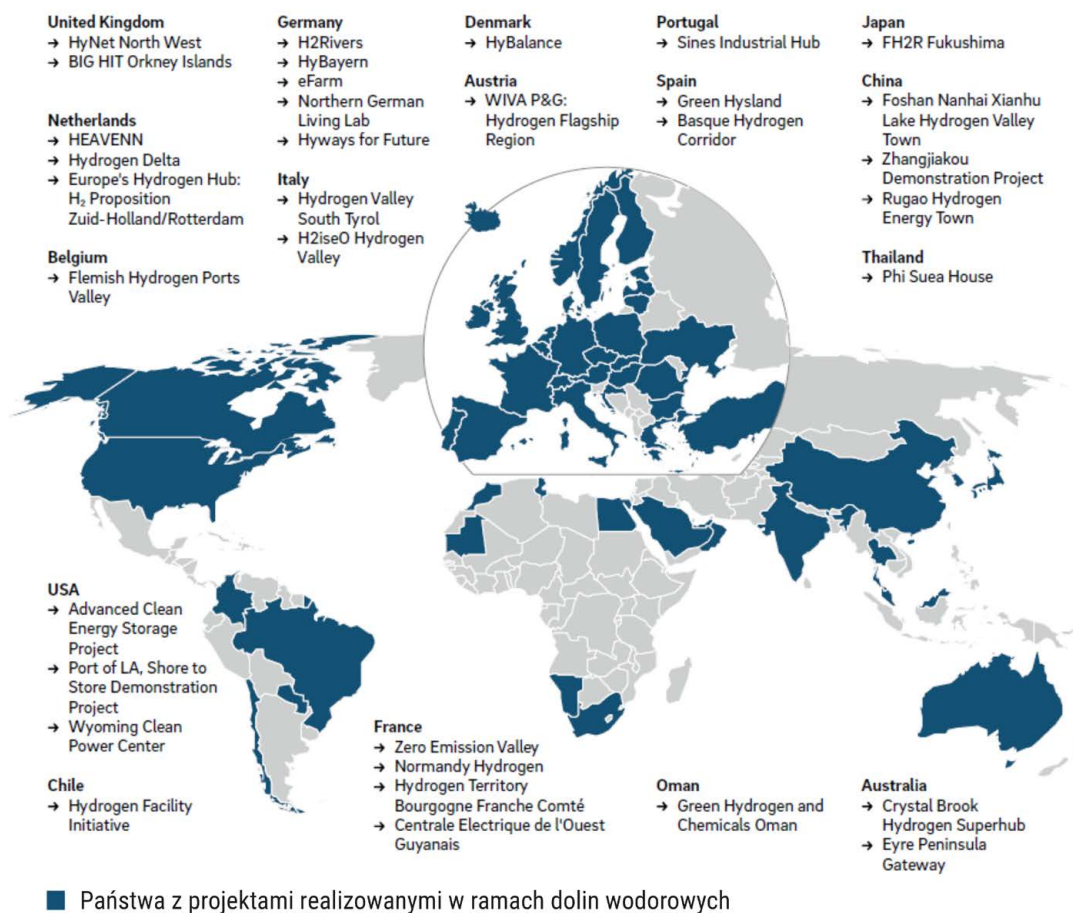 United Kingdom
→ HyNet North West
→ BIG HIT Orkney Islands
Netherlands
→ HEAVENN
→ Hydrogen Delta
→ Europe's Hydrogen Hub:
H₂ Proposition
Zuid-Holland/Rotterdam
Belgium
→ Flemish Hydrogen Ports
Valley
Germany
→ H2Rivers
→ HyBayern
→ eFarm
→ Northern German
Living Lab
→ Hyways for Future
Italy
→ Hydrogen Valley
South Tyrol
→ H2iseO Hydrogen
Valley
Denmark
→ HyBalance
Austria
→ WIVA P&G:
Hydrogen Flagship
Region
Portugal
→ Sines Industrial Hub
Spain
→ Green Hysland
→ Basque Hydrogen
Corridor
Japan
→ FH2R Fukushima
China
→ Foshan Nanhai Xianhu
Lake Hydrogen Valley
Town
→ Zhangjiakou
Demonstration Project
→ Rugao Hydrogen
Energy Town
Thailand
→ Phi Suea House
USA
→ Advanced Clean
Energy Storage
Project
→ Port of LA, Shore to
Store Demonstration
Project
→ Wyoming Clean
Power Center
Chile
→ Hydrogen Facility
Initiative
France
→ Zero Emission Valley
→ Normandy Hydrogen
→ Hydrogen Territory
Bourgogne Franche Comté
→ Centrale Electrique de l'Ouest
Guyanais
Oman
→ Green Hydrogen and
Chemicals Oman
Australia
→ Crystal Brook
Hydrogen Superhub
→ Eyre Peninsula
Gateway
Państwa z projektami realizowanymi w ramach dolin wodorowych